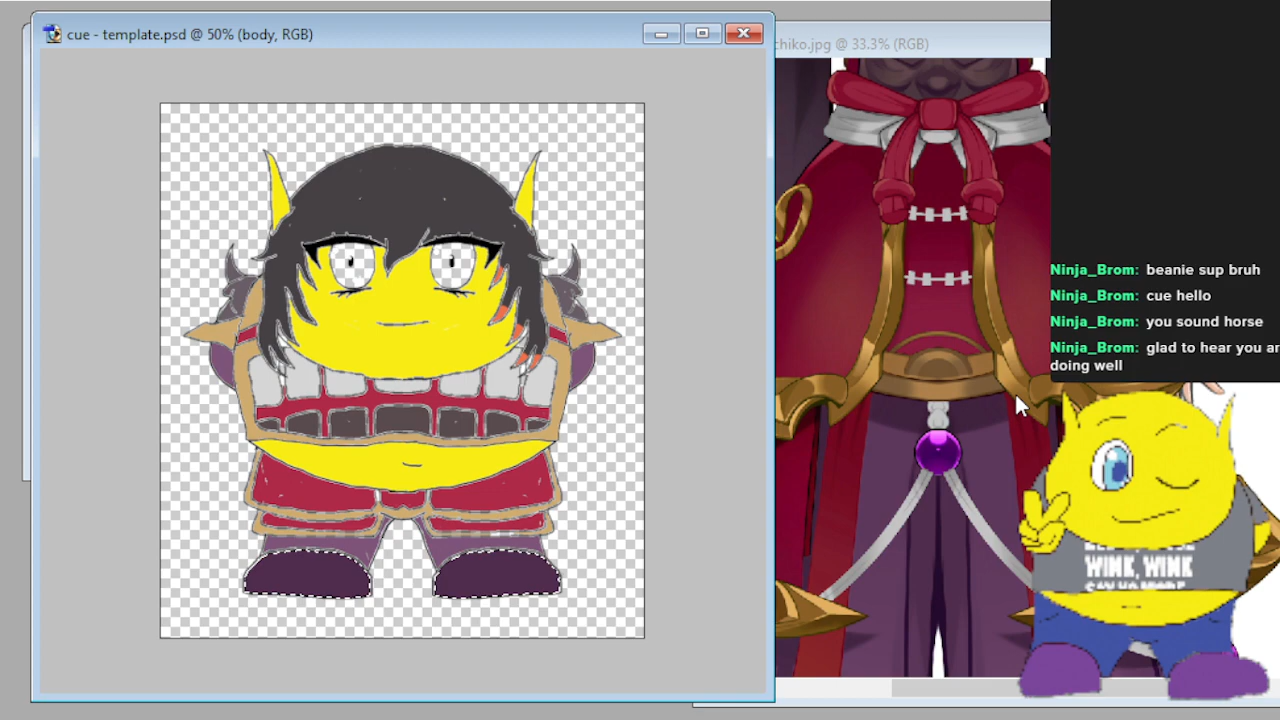 cue - template.psd @ 50% (body, RGB)
chiko.jpg @ 33.3% (RGB)
Ninja_Brom: beanie sup bruh
Ninja_Brom: cue hello
Ninja_Brom: you sound horse
Ninja_Brom: glad to hear you ar
doing well
WINK, WINK